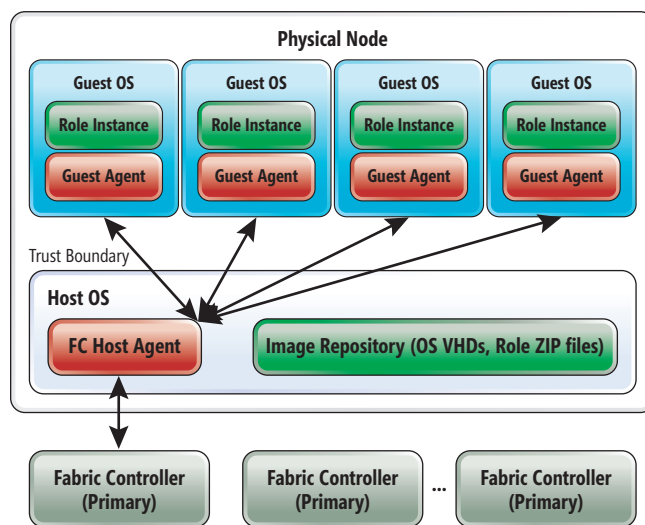 Physical Node
Guest OS
Role Instance
Guest Agent
Guest OS
Role Instance
Guest Agent
Guest OS
Role Instance
Guest Agent
Guest OS
Role Instance
Guest Agent
Trust Boundary
Host OS
FC Host Agent
Image Repository (OS VHDs, Role ZIP files)
Fabric Controller
(Primary)
Fabric Controller
(Primary)
...
Fabric Controller
(Primary)